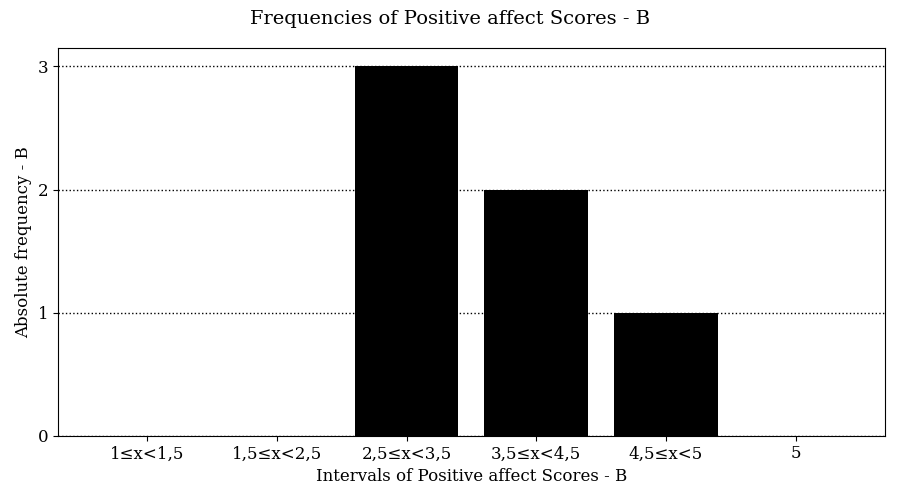 Frequencies of Positive affect Scores - B
Absolute frequency - B
3
2
1
0
1≤x<1,5 1,5≤x<2,5 2,5≤x<3,5 3,5≤x<4,5 4,5≤x<5 5
Intervals of Positive affect Scores - B